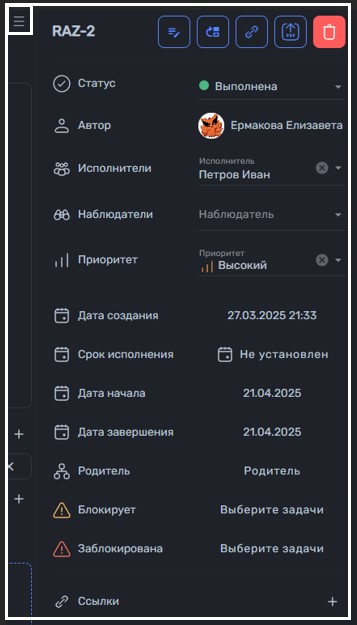 RAZ-2
PDF
Статус
Выполнена
Автор
Ермакова Елизавета
Исполнители
Исполнитель
Петров Иван
Наблюдатели
Наблюдатель
Приоритет
Приоритет
Высокий
Дата создания
27.03.2025 21:33
Срок исполнения
Не установлен
Дата начала
21.04.2025
Дата завершения
21.04.2025
Родитель
Родитель
Блокирует
Выберите задачи
Заблокирована
Выберите задачи
Ссылки